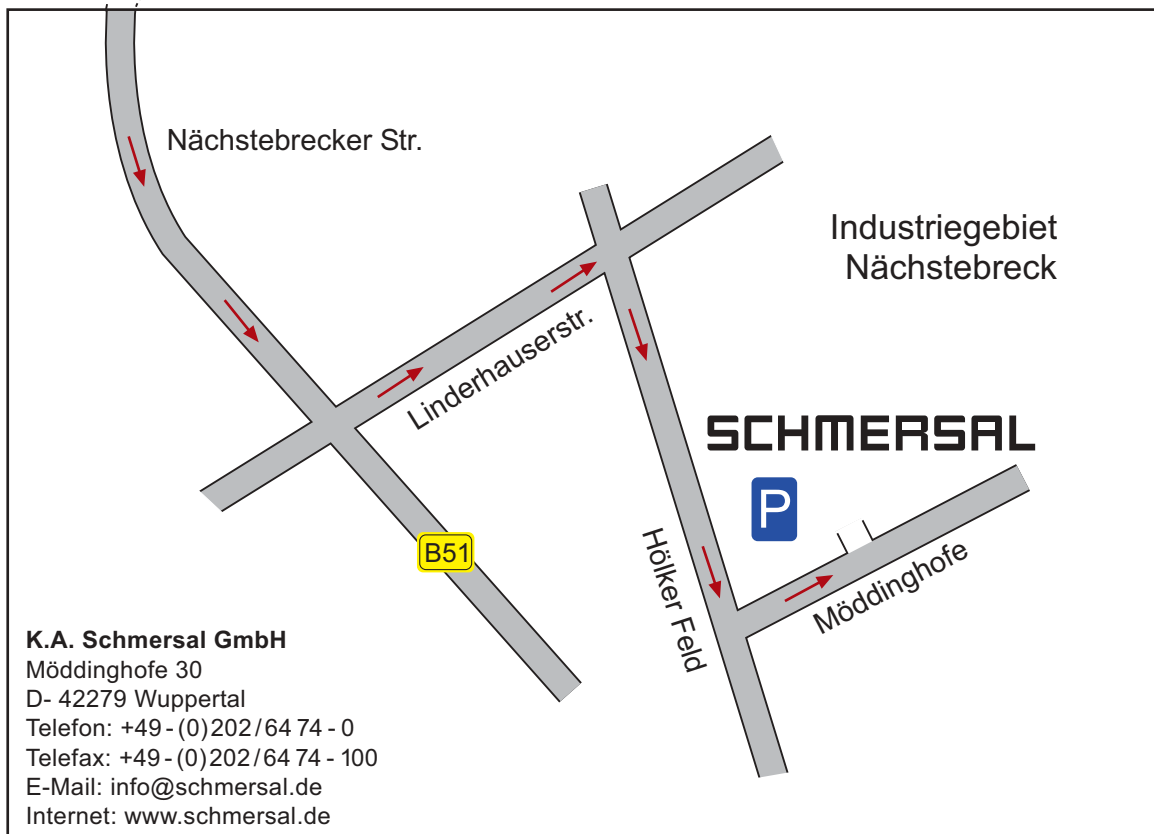 Nächstebrecker Str.
Industriegebiet
Nächstebreck
Linderhauserstr.
SCHMERSAL
P
B51
Hölker Feld
Möddinghofe
K.A. Schmersal GmbH
Möddinghofe 30
D- 42279 Wuppertal
Telefon: +49-(0)202/64 74-0
Telefax: +49-(0)202/64 74-100
E-Mail: info@schmersal.de
Internet: www.schmersal.de